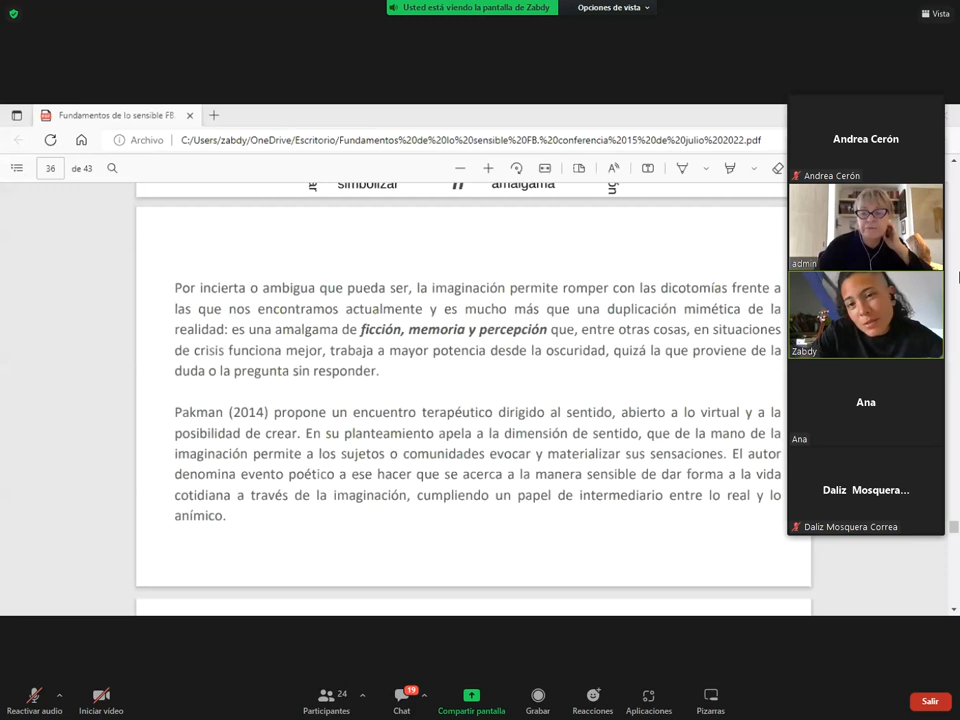 Usted está viendo la pantalla de Zabdy
Opciones de vista
Vista
Fundamentos de lo sensible FB.
Archivo
C:/Users/zabdy/OneDrive/Escritorio/Fundamentos%20de%20lo%20sensible%20FB.%20conferencia%2015%20de%20julio%202022.pdf
36 de 43
simbolizar
amalgama
Por incierta o ambigua que pueda ser, la imaginación permite romper con las dicotomías frente a
las que nos encontramos actualmente y es mucho más que una duplicación mimética de la
realidad: es una amalgama de ficción, memoria y percepción que, entre otras cosas, en situaciones
de crisis funciona mejor, trabaja a mayor potencia desde la oscuridad, quizá la que proviene de la
duda o la pregunta sin responder.
Pakman (2014) propone un encuentro terapéutico dirigido al sentido, abierto a lo virtual y a la
posibilidad de crear. En su planteamiento apela a la dimensión de sentido, que de la mano de la
imaginación permite a los sujetos o comunidades evocar y materializar sus sensaciones. El autor
denomina evento poético a ese hacer que se acerca a la manera sensible de dar forma a la vida
cotidiana a través de la imaginación, cumpliendo un papel de intermediario entre lo real y lo
anímico.
Andrea Cerón
Andrea Cerón
admin
Zabdy
Ana
Ana
Daliz Mosquera...
Daliz Mosquera Correa
Reactivar audio
Iniciar video
24
Participantes
19
Chat
Compartir pantalla
Grabar
Reacciones
Aplicaciones
Pizarras
Salir